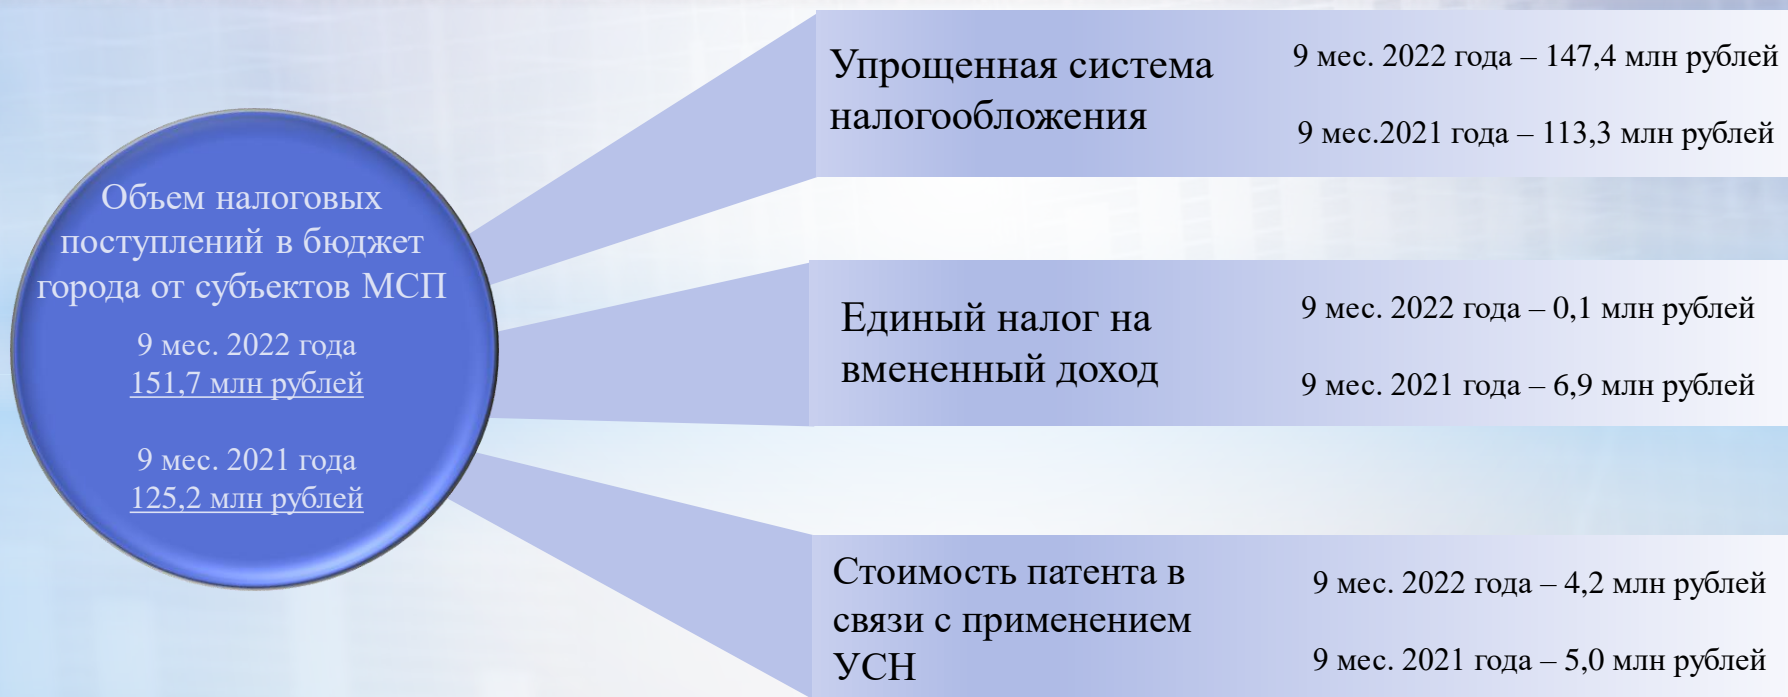 Объем налоговых
поступлений в бюджет
города от субъектов МСП
9 мес. 2022 года
151,7 млн рублей
9 мес. 2021 года
125,2 млн рублей
Упрощенная система
налогообложения
9 мес. 2022 года – 147,4 млн рублей
9 мес.2021 года – 113,3 млн рублей
Единый налог на
вмененный доход
9 мес. 2022 года – 0,1 млн рублей
9 мес. 2021 года – 6,9 млн рублей
Стоимость патента в
связи с применением
УСН
9 мес. 2022 года – 4,2 млн рублей
9 мес. 2021 года – 5,0 млн рублей